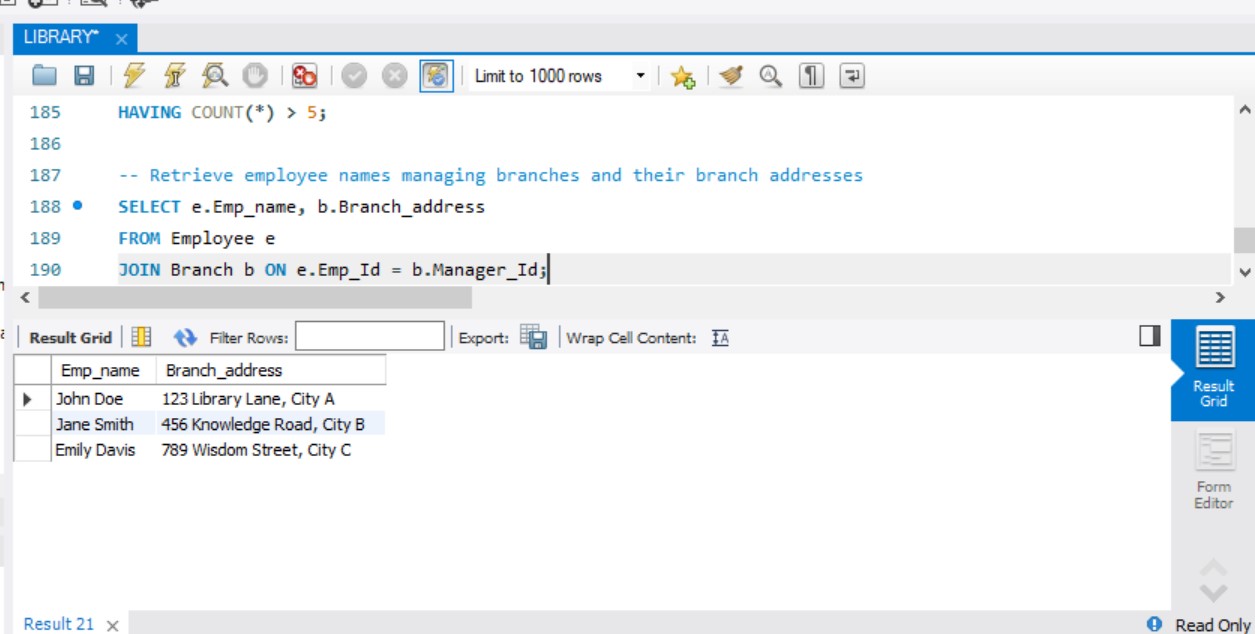 LIBRARY*
Limit to 1000 rows
185 HAVING COUNT(*) > 5;
186
187 -- Retrieve employee names managing branches and their branch addresses
188 SELECT e.Emp_name, b.Branch_address
189 FROM Employee e
190 JOIN Branch b ON e.Emp_Id = b.Manager_Id;
Result Grid Filter Rows: Export: Wrap Cell Content: IA
Emp_name Branch_address
John Doe 123 Library Lane, City A
Jane Smith 456 Knowledge Road, City B
Emily Davis 789 Wisdom Street, City C
Result
Grid
Form
Editor
Result 21
Read Only